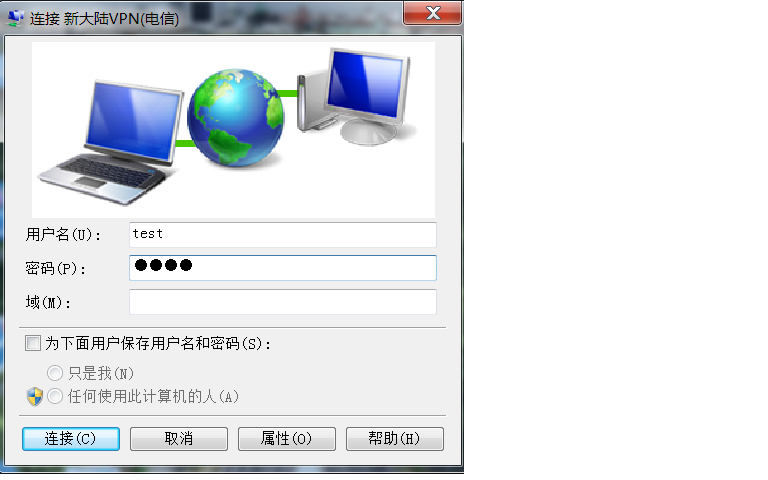 连接 新大陆VPN(电信)
用户名(U):
test
密码(P):
●●●●
域(M):
为下面用户保存用户名和密码(S):
只是我(N)
任何使用此计算机的人(A)
连接(C)
取消
属性(O)
帮助(H)